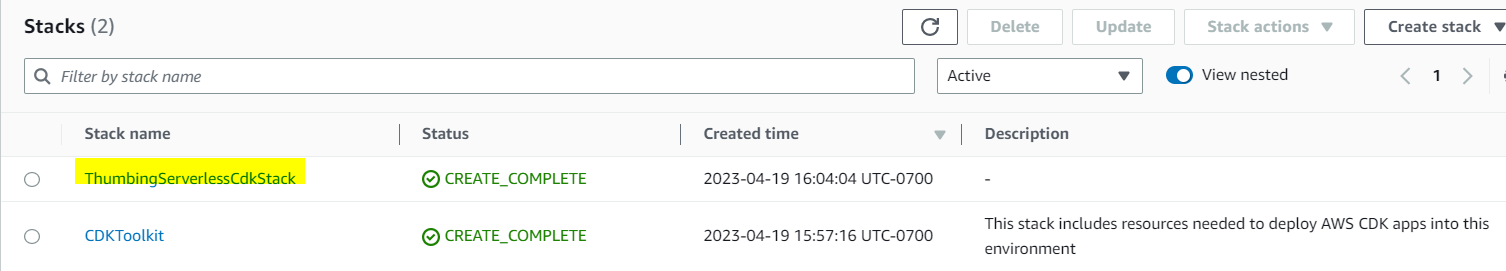 Stacks (2)
Delete
Update
Stack actions
Create stack
Filter by stack name
Active
View nested
1
Stack name
Status
Created time
Description
ThumbingServerlessCdkStack
CREATE_COMPLETE
2023-04-19 16:04:04 UTC-0700
-
CDKToolkit
CREATE_COMPLETE
2023-04-19 15:57:16 UTC-0700
This stack includes resources needed to deploy AWS CDK apps into this
environment